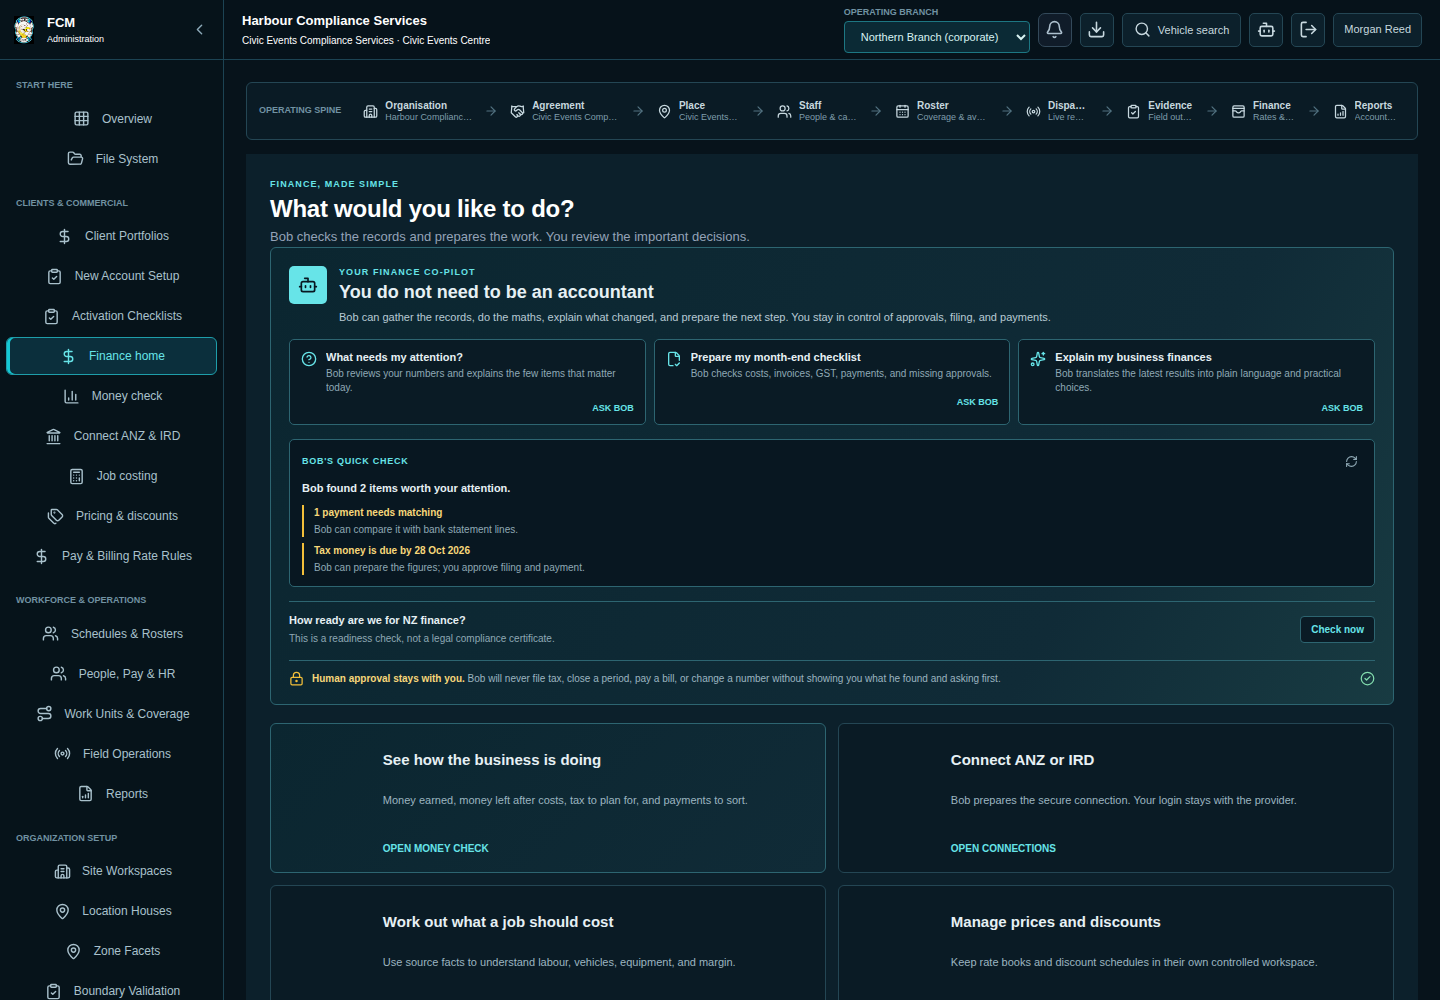 FCM
Administration
Harbour Compliance Services
Civic Events Compliance Services · Civic Events Centre
OPERATING BRANCH
Northern Branch (corporate)
Vehicle search
Morgan Reed
START HERE
Overview
File System
CLIENTS & COMMERCIAL
Client Portfolios
New Account Setup
Activation Checklists
Finance home
Money check
Connect ANZ & IRD
Job costing
Pricing & discounts
Pay & Billing Rate Rules
WORKFORCE & OPERATIONS
Schedules & Rosters
People, Pay & HR
Work Units & Coverage
Field Operations
Reports
ORGANIZATION SETUP
Site Workspaces
Location Houses
Zone Facets
Boundary Validation
OPERATING SPINE
Organisation
Harbour Complianc…
Agreement
Civic Events Comp…
Place
Civic Events…
Staff
People & ca…
Roster
Coverage & av…
Dispa…
Live re…
Evidence
Field out…
Finance
Rates &…
Reports
Account…
FINANCE, MADE SIMPLE
What would you like to do?
Bob checks the records and prepares the work. You review the important decisions.
YOUR FINANCE CO-PILOT
You do not need to be an accountant
Bob can gather the records, do the maths, explain what changed, and prepare the next step. You stay in control of approvals, filing, and payments.
What needs my attention?
Bob reviews your numbers and explains the few items that matter
today.
ASK BOB
Prepare my month-end checklist
Bob checks costs, invoices, GST, payments, and missing approvals.
ASK BOB
Explain my business finances
Bob translates the latest results into plain language and practical
choices.
ASK BOB
BOB'S QUICK CHECK
Bob found 2 items worth your attention.
1 payment needs matching
Bob can compare it with bank statement lines.
Tax money is due by 28 Oct 2026
Bob can prepare the figures; you approve filing and payment.
How ready are we for NZ finance?
This is a readiness check, not a legal compliance certificate.
Check now
Human approval stays with you. Bob will never file tax, close a period, pay a bill, or change a number without showing you what he found and asking first.
See how the business is doing
Money earned, money left after costs, tax to plan for, and payments to sort.
OPEN MONEY CHECK
Connect ANZ or IRD
Bob prepares the secure connection. Your login stays with the provider.
OPEN CONNECTIONS
Work out what a job should cost
Use source facts to understand labour, vehicles, equipment, and margin.
Manage prices and discounts
Keep rate books and discount schedules in their own controlled workspace.